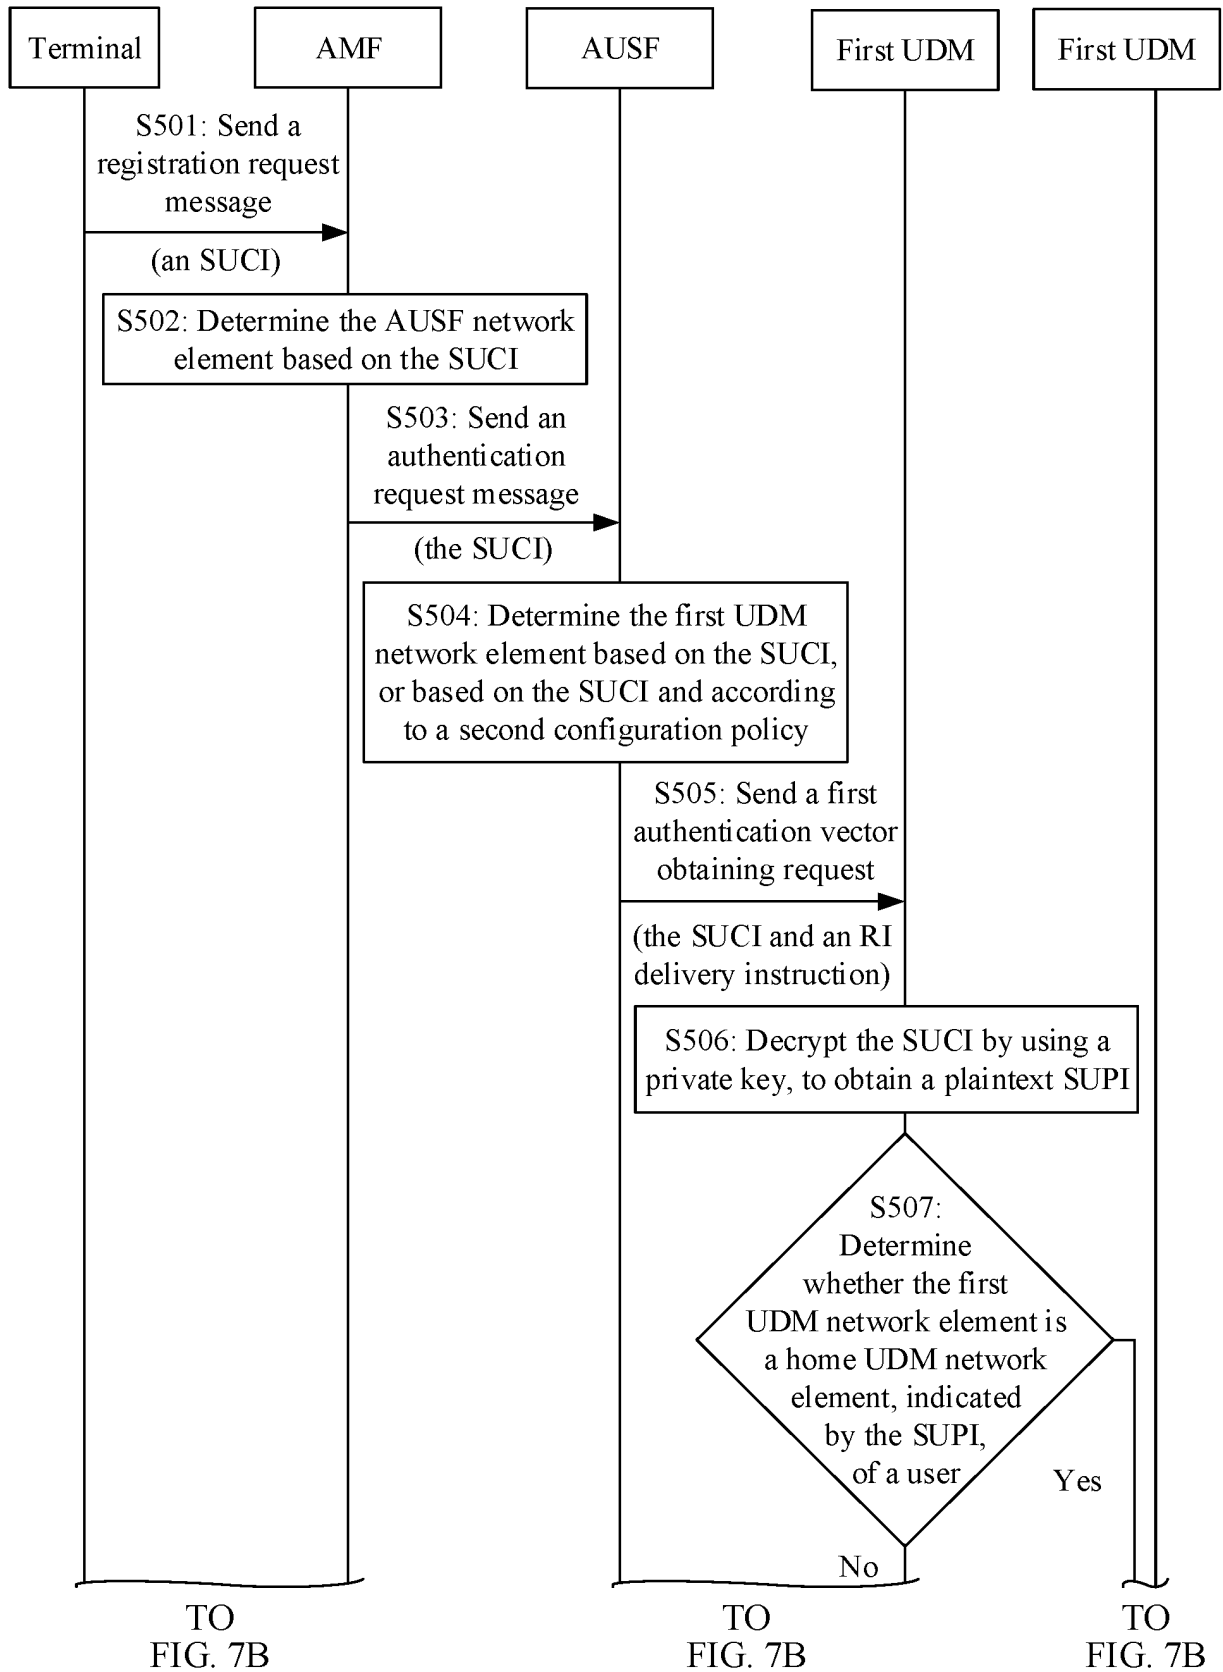 Terminal
AMF
AUSF
First UDM
First UDM
S501: Send a
registration request
message
(an SUCI)
S502: Determine the AUSF network
element based on the SUCI
S503: Send an
authentication
request message
(the SUCI)
S504: Determine the first UDM
network element based on the SUCI,
or based on the SUCI and according
to a second configuration policy
S505: Send a first
authentication vector
obtaining request
(the SUCI and an RI
delivery instruction)
S506: Decrypt the SUCI by using a
private key, to obtain a plaintext SUPI
S507:
Determine
whether the first
UDM network element is
a home UDM network
element, indicated
by the SUPI,
of a user
Yes
No
TO
FIG. 7B
TO
FIG. 7B
TO
FIG. 7B